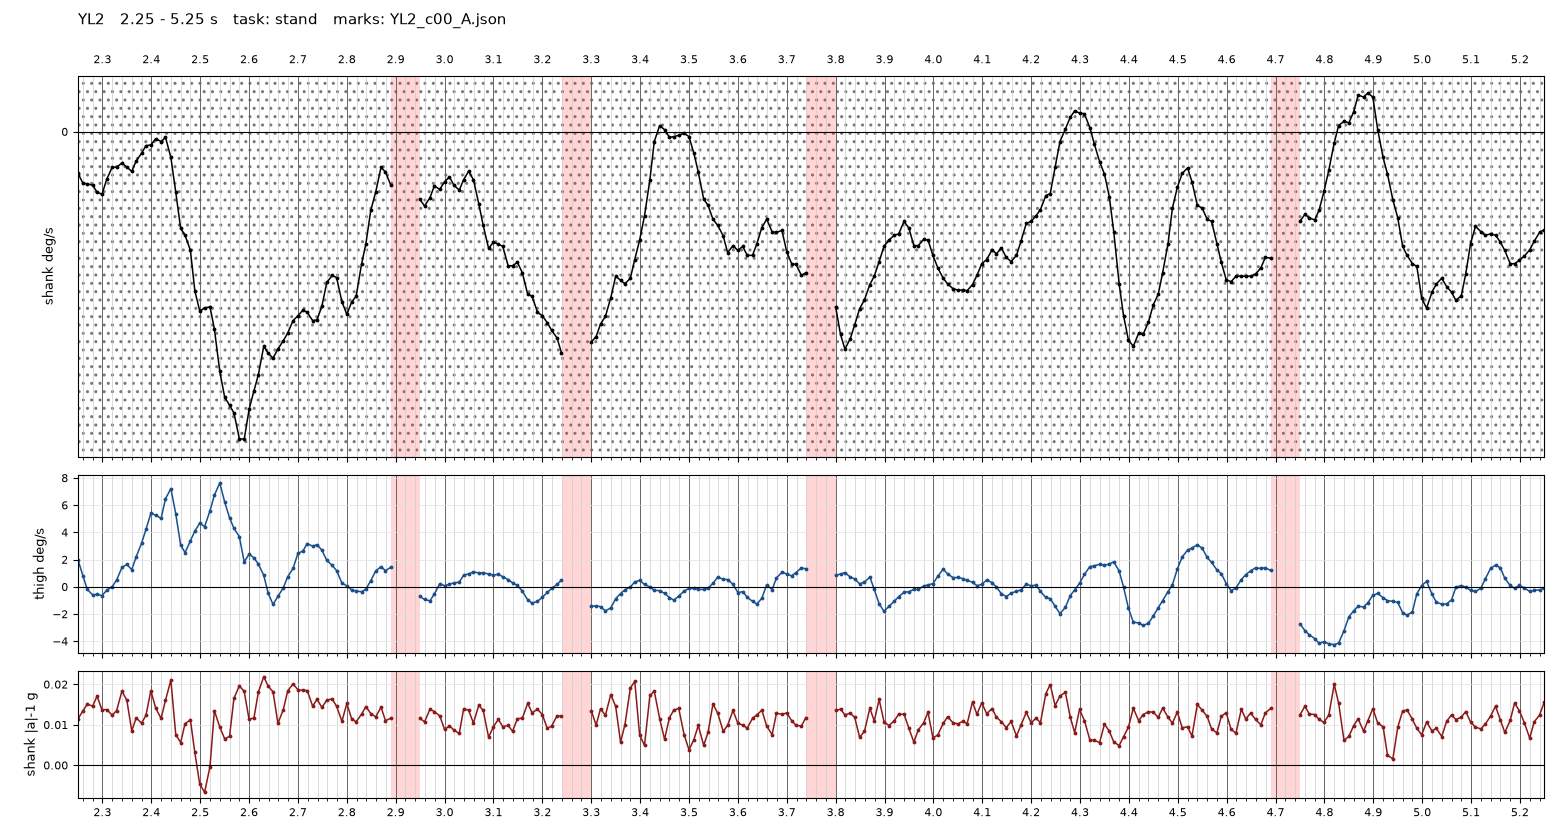 YL2   2.25 - 5.25 s   task: stand   marks: YL2_c00_A.json
2.3 2.4 2.5 2.6 2.7 2.8 2.9 3.0 3.1 3.2 3.3 3.4 3.5 3.6 3.7 3.8 3.9 4.0 4.1 4.2 4.3 4.4 4.5 4.6 4.7 4.8 4.9 5.0 5.1 5.2
0
shank deg/s
8
6
4
2
0
−2
−4
thigh deg/s
0.02
0.01
0.00
shank |a|-1 g
2.3 2.4 2.5 2.6 2.7 2.8 2.9 3.0 3.1 3.2 3.3 3.4 3.5 3.6 3.7 3.8 3.9 4.0 4.1 4.2 4.3 4.4 4.5 4.6 4.7 4.8 4.9 5.0 5.1 5.2